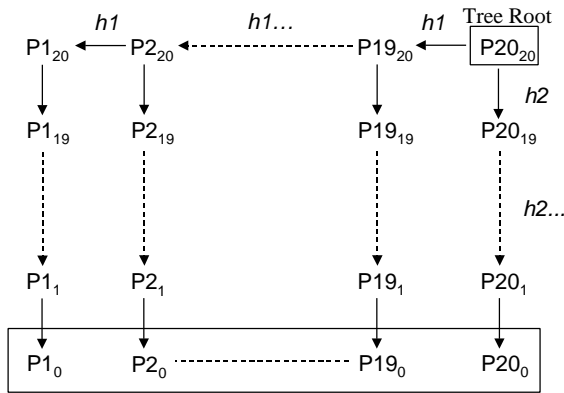 h1 h1... h1 Tree Root
P1₂₀ P2₂₀ P19₂₀ P20₂₀
h2
P1₁₉ P2₁₉ P19₁₉ P20₁₉
h2...
P1₁ P2₁ P19₁ P20₁
P1₀ P2₀ P19₀ P20₀